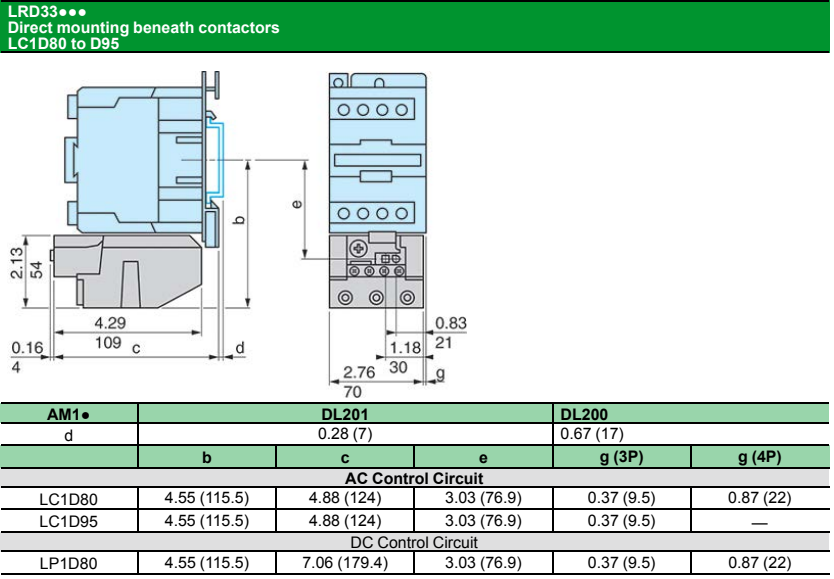 LRD33●●●
Direct mounting beneath contactors
LC1D80 to D95
b
e
2.13
54
4.29
109
c
0.16
4
d
0.83
21
1.18
30
2.76
70
g
AM1● DL201 DL200
d 0.28 (7) 0.67 (17)
b c e g (3P) g (4P)
AC Control Circuit
LC1D80 4.55 (115.5) 4.88 (124) 3.03 (76.9) 0.37 (9.5) 0.87 (22)
LC1D95 4.55 (115.5) 4.88 (124) 3.03 (76.9) 0.37 (9.5) —
DC Control Circuit
LP1D80 4.55 (115.5) 7.06 (179.4) 3.03 (76.9) 0.37 (9.5) 0.87 (22)